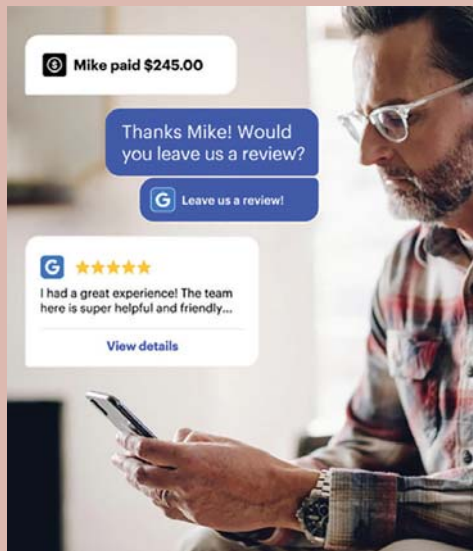 Mike paid $245.00
Thanks Mike! Would
you leave us a review?
G Leave us a review!
G
I had a great experience! The team
here is super helpful and friendly...
View details